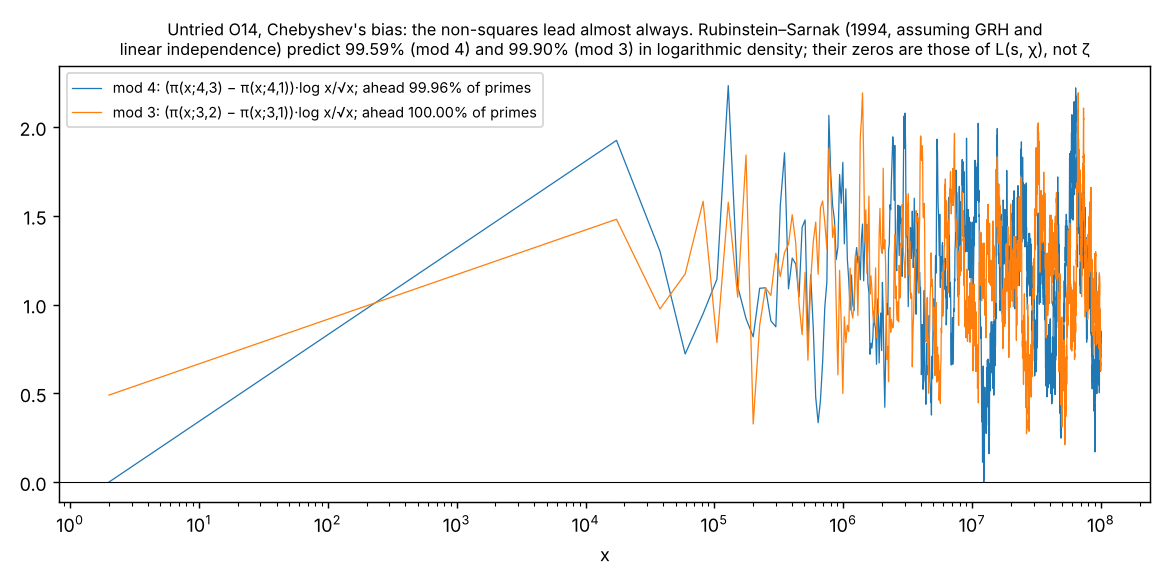 Untried O14, Chebyshev's bias: the non-squares lead almost always. Rubinstein–Sarnak (1994, assuming GRH and
linear independence) predict 99.59% (mod 4) and 99.90% (mod 3) in logarithmic density; their zeros are those of L(s, χ), not ζ
mod 4: (π(x;4,3) − π(x;4,1))·log x/√x; ahead 99.96% of primes
mod 3: (π(x;3,2) − π(x;3,1))·log x/√x; ahead 100.00% of primes
2.0
1.5
1.0
0.5
0.0
10⁰ 10¹ 10² 10³ 10⁴ 10⁵ 10⁶ 10⁷ 10⁸
x